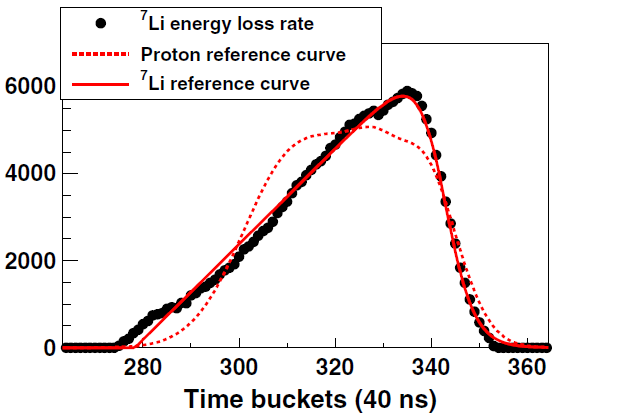 ⁷Li energy loss rate
Proton reference curve
⁷Li reference curve
6000
4000
2000
0
280 300 320 340 360
Time buckets (40 ns)